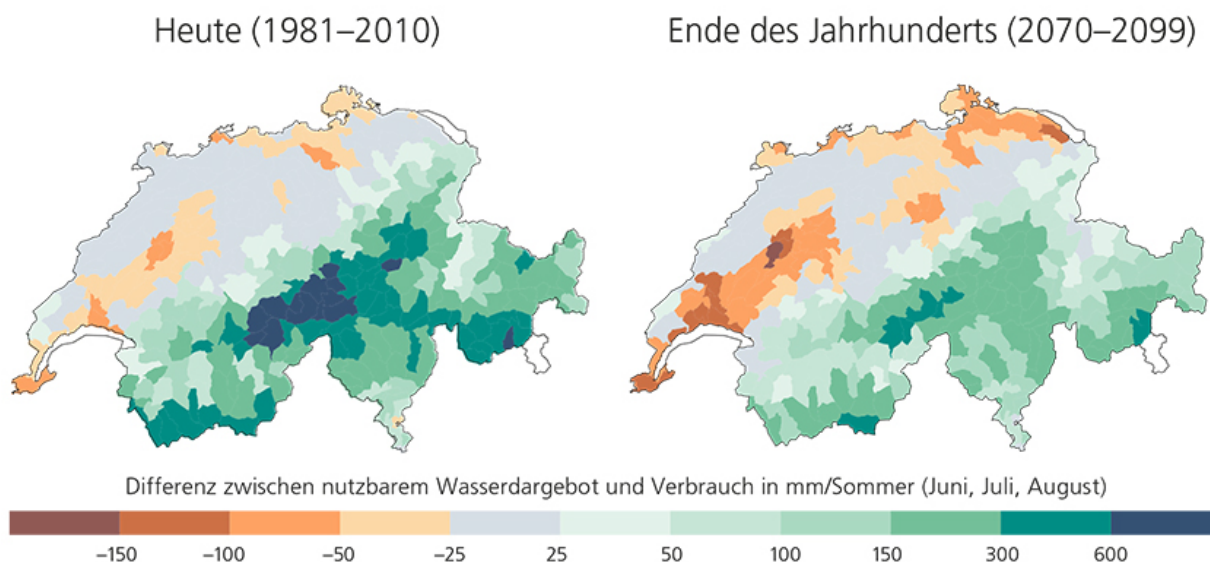 Heute (1981–2010)
Ende des Jahrhunderts (2070–2099)
Differenz zwischen nutzbarem Wasserdargebot und Verbrauch in mm/Sommer (Juni, Juli, August)
–150 –100 –50 –25 25 50 100 150 300 600